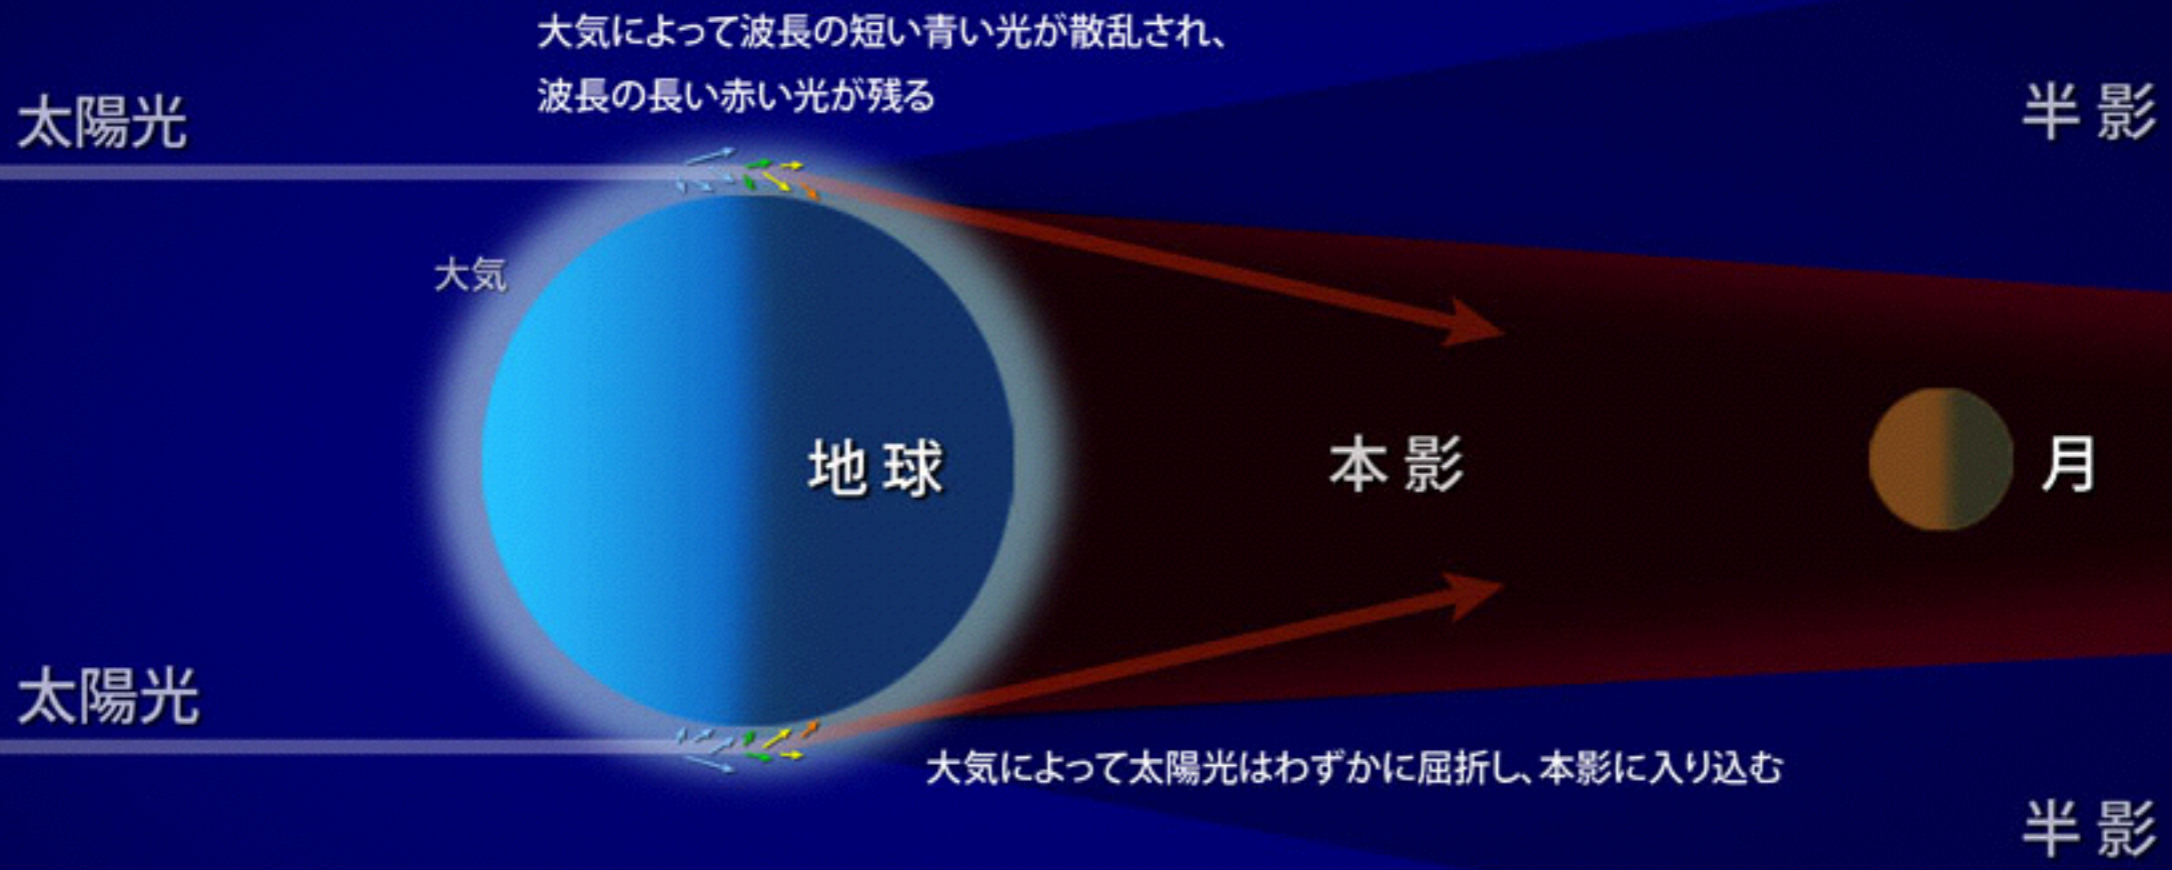 大気によって波長の短い青い光が散乱され、
波長の長い赤い光が残る
太陽光
半影
大気
地球
本影
月
太陽光
大気によって太陽光はわずかに屈折し、本影に入り込む
半影